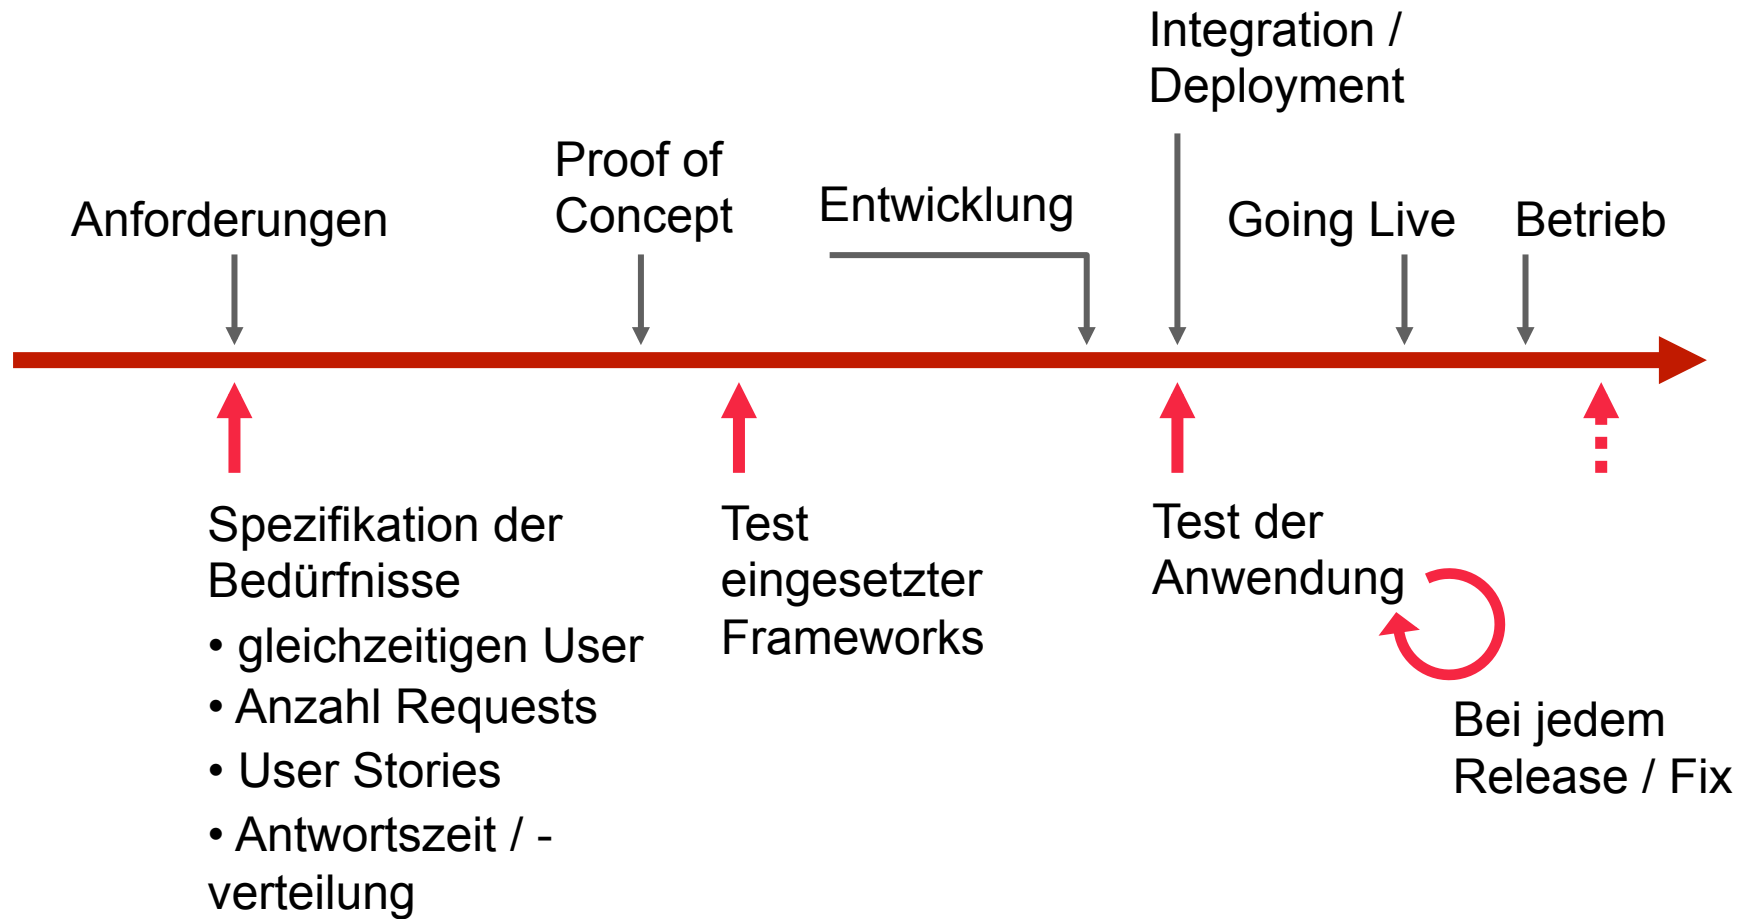 Integration /
Deployment
Proof of
Concept
Anforderungen
Entwicklung
Going Live
Betrieb
Spezifikation der
Bedürfnisse
• gleichzeitigen User
• Anzahl Requests
• User Stories
• Antwortszeit / -
verteilung
Test
eingesetzter
Frameworks
Test der
Anwendung
Bei jedem
Release / Fix